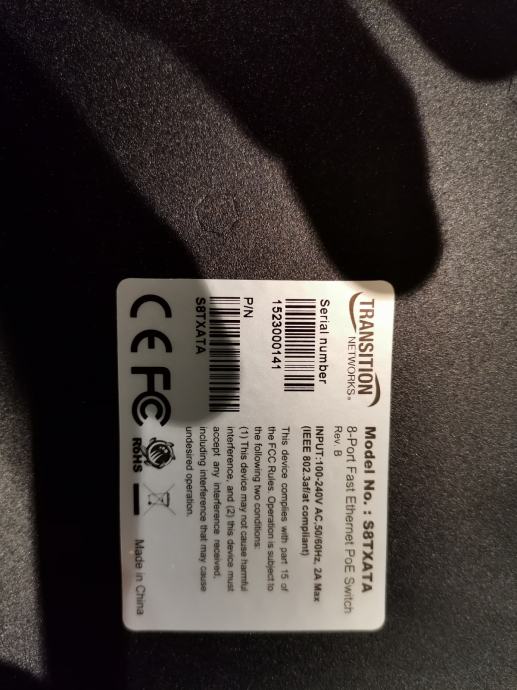 TRANSITION
NETWORKS®
Model No. : S8TXATA
8-Port Fast Ethernet PoE Switch
Rev. B
Serial number
1523000141
INPUT:100-240V AC,50/60Hz, 2A Max
(IEEE 802.3af/at compliant)
P/N
S8TXATA
This device complies with part 15 of
the FCC Rules. Operation is subject to
the following two conditions:
(1) This device may not cause harmful
interference, and (2) this device must
accept any interference received,
including interference that may cause
undesired operation.
CE FC
RoHS
Made in China